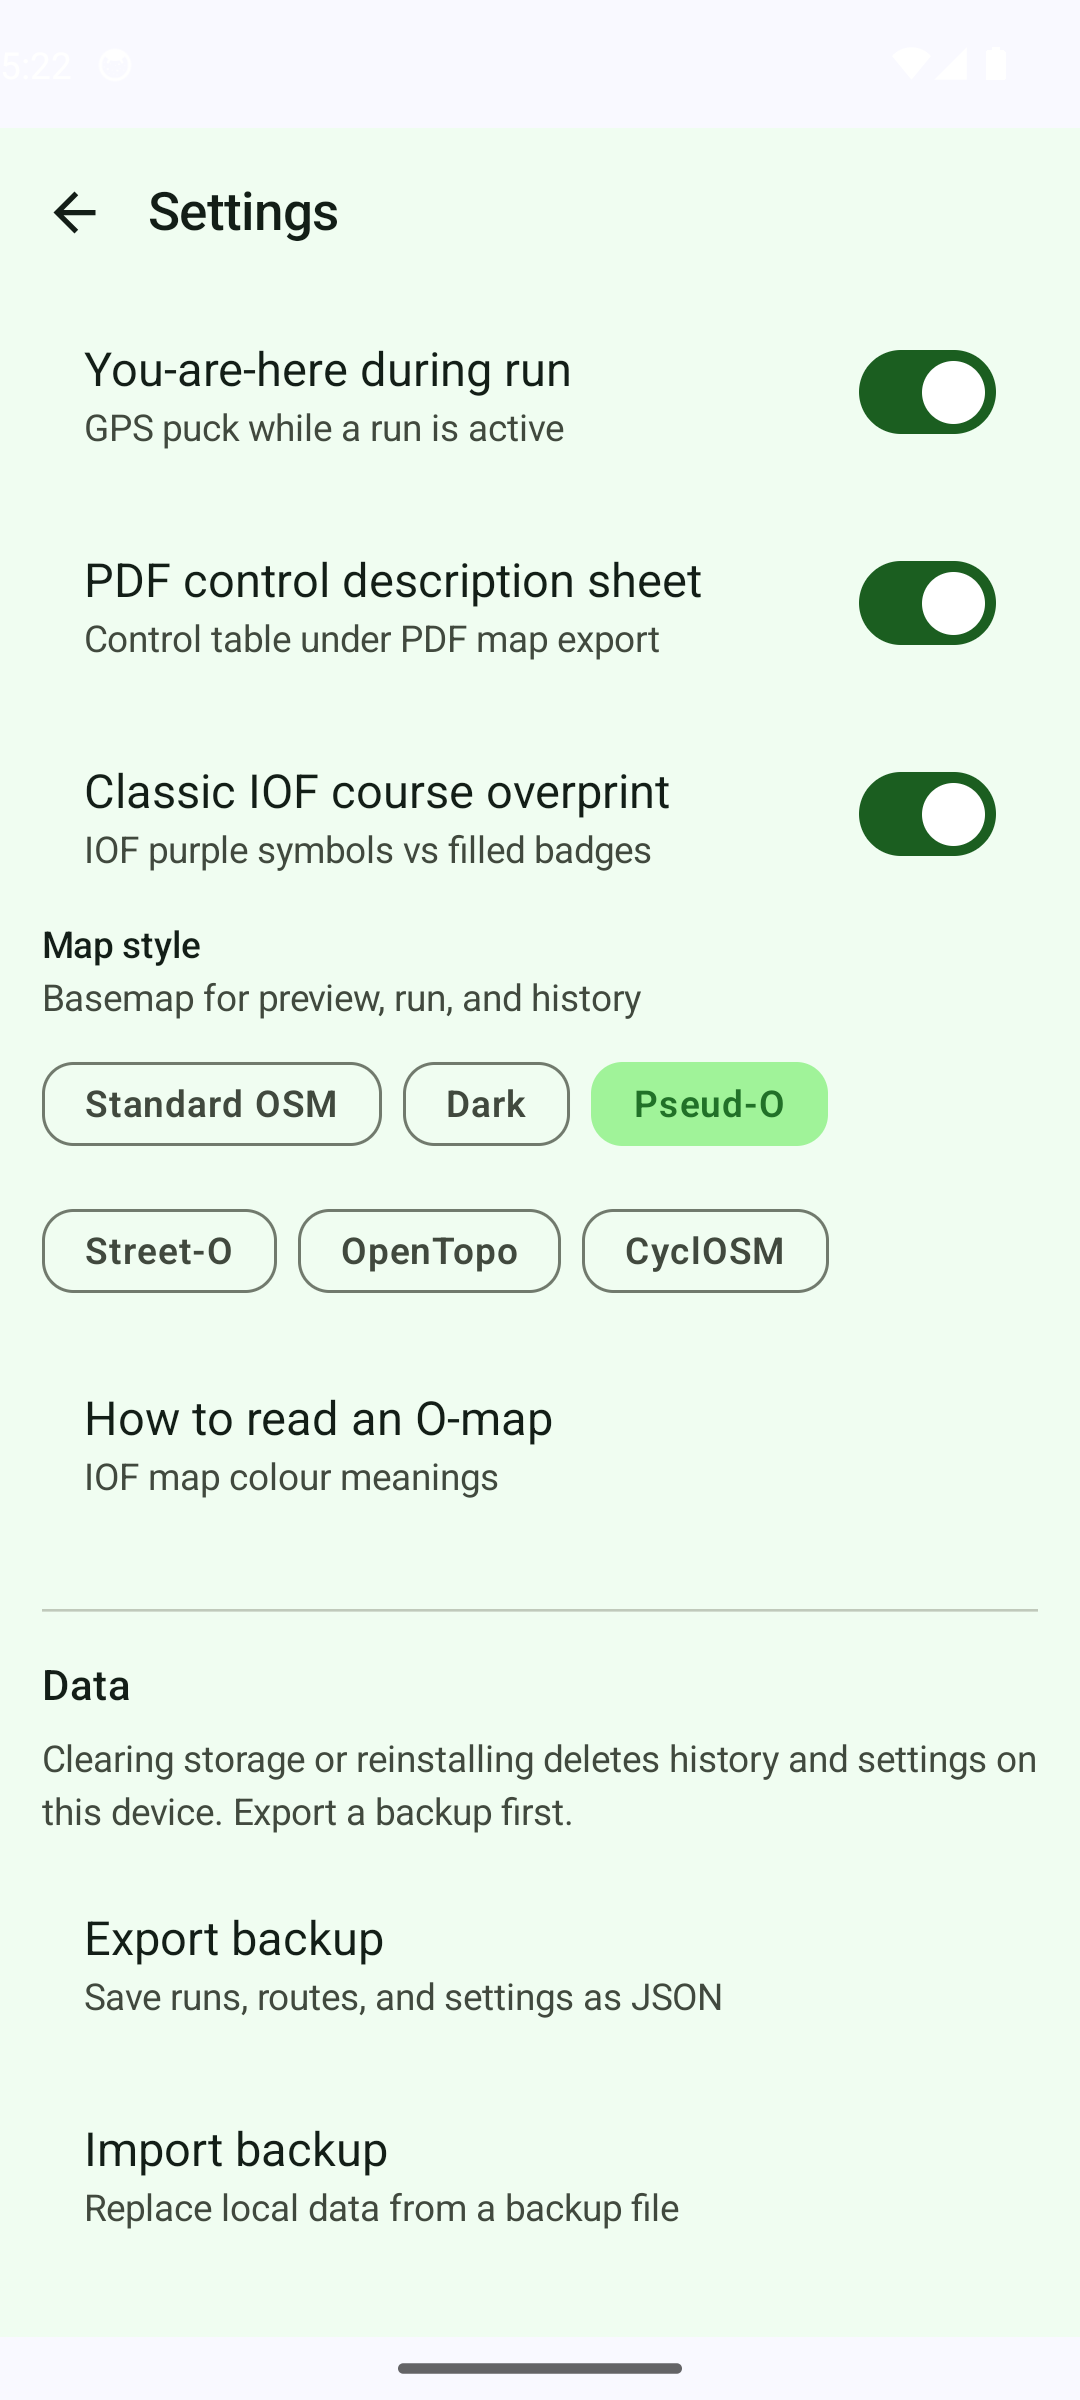 5:22
Settings
You-are-here during run
GPS puck while a run is active
PDF control description sheet
Control table under PDF map export
Classic IOF course overprint
IOF purple symbols vs filled badges
Map style
Basemap for preview, run, and history
Standard OSM
Dark
Pseud-O
Street-O
OpenTopo
CyclOSM
How to read an O-map
IOF map colour meanings
Data
Clearing storage or reinstalling deletes history and settings on
this device. Export a backup first.
Export backup
Save runs, routes, and settings as JSON
Import backup
Replace local data from a backup file